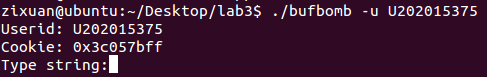 zixuan@ubuntu:~/Desktop/lab3$ ./bufbomb -u U202015375
Userid: U202015375
Cookie: 0x3c057bff
Type string: